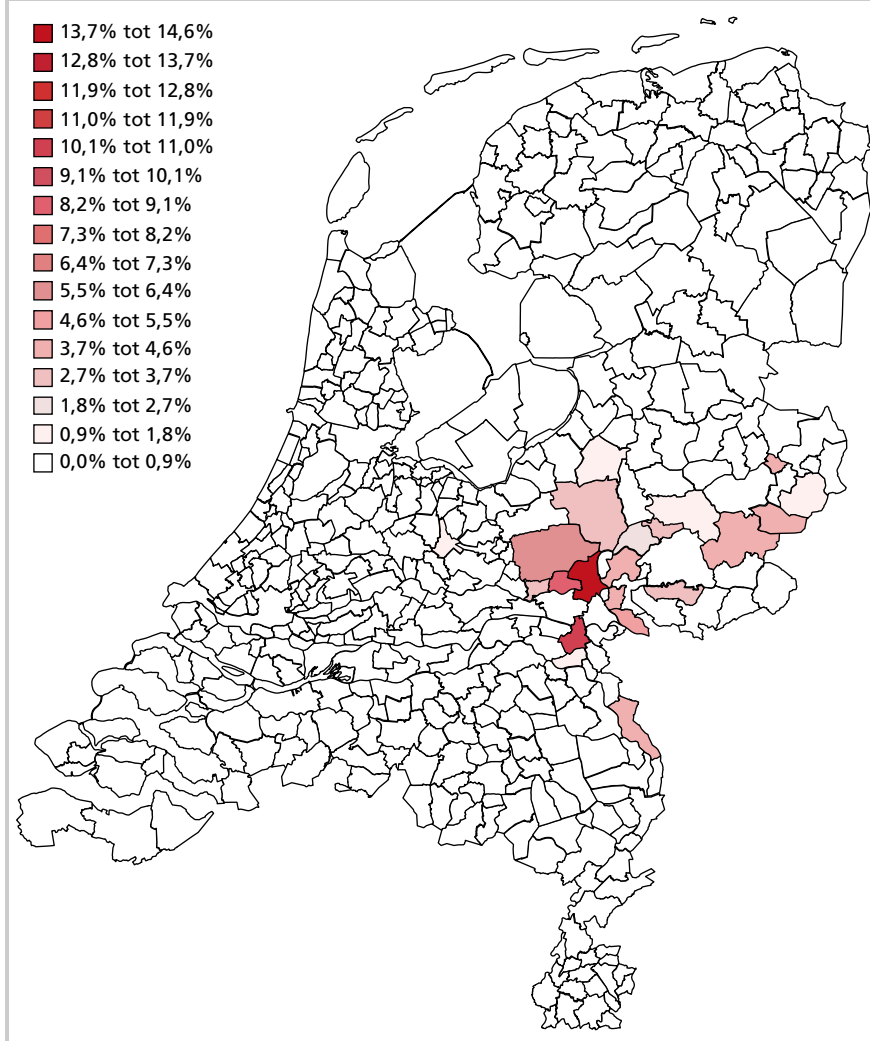 13,7% tot 14,6%
12,8% tot 13,7%
11,9% tot 12,8%
11,0% tot 11,9%
10,1% tot 11,0%
9,1% tot 10,1%
8,2% tot 9,1%
7,3% tot 8,2%
6,4% tot 7,3%
5,5% tot 6,4%
4,6% tot 5,5%
3,7% tot 4,6%
2,7% tot 3,7%
1,8% tot 2,7%
0,9% tot 1,8%
0,0% tot 0,9%